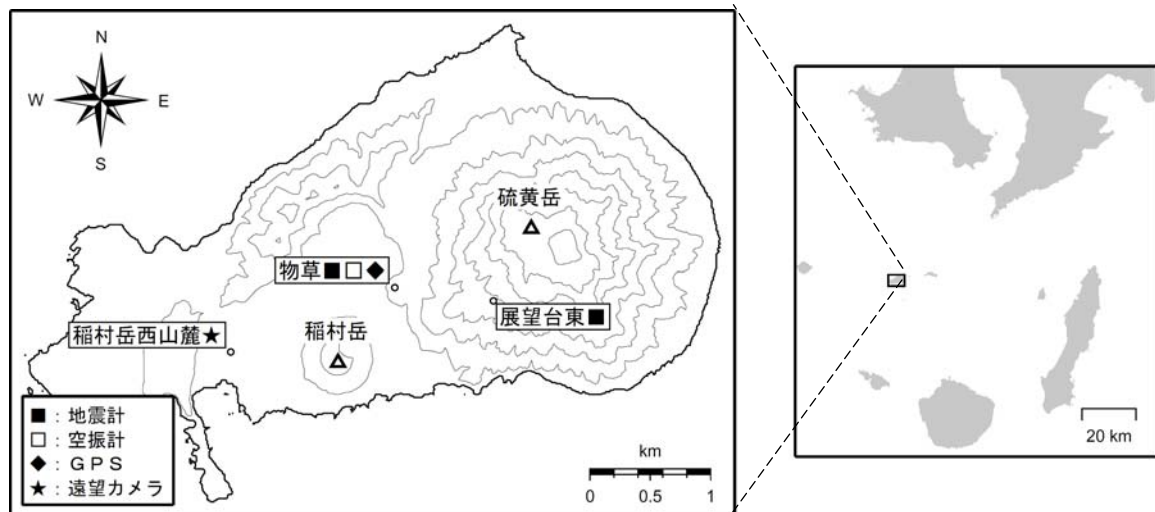 N
W E
S
硫黄岳
物草■□◆
展望台東■
稲村岳西山麓★
稲村岳
■：地震計
□：空振計
◆：ＧＰＳ
★：遠望カメラ
km
0 0.5 1
20 km